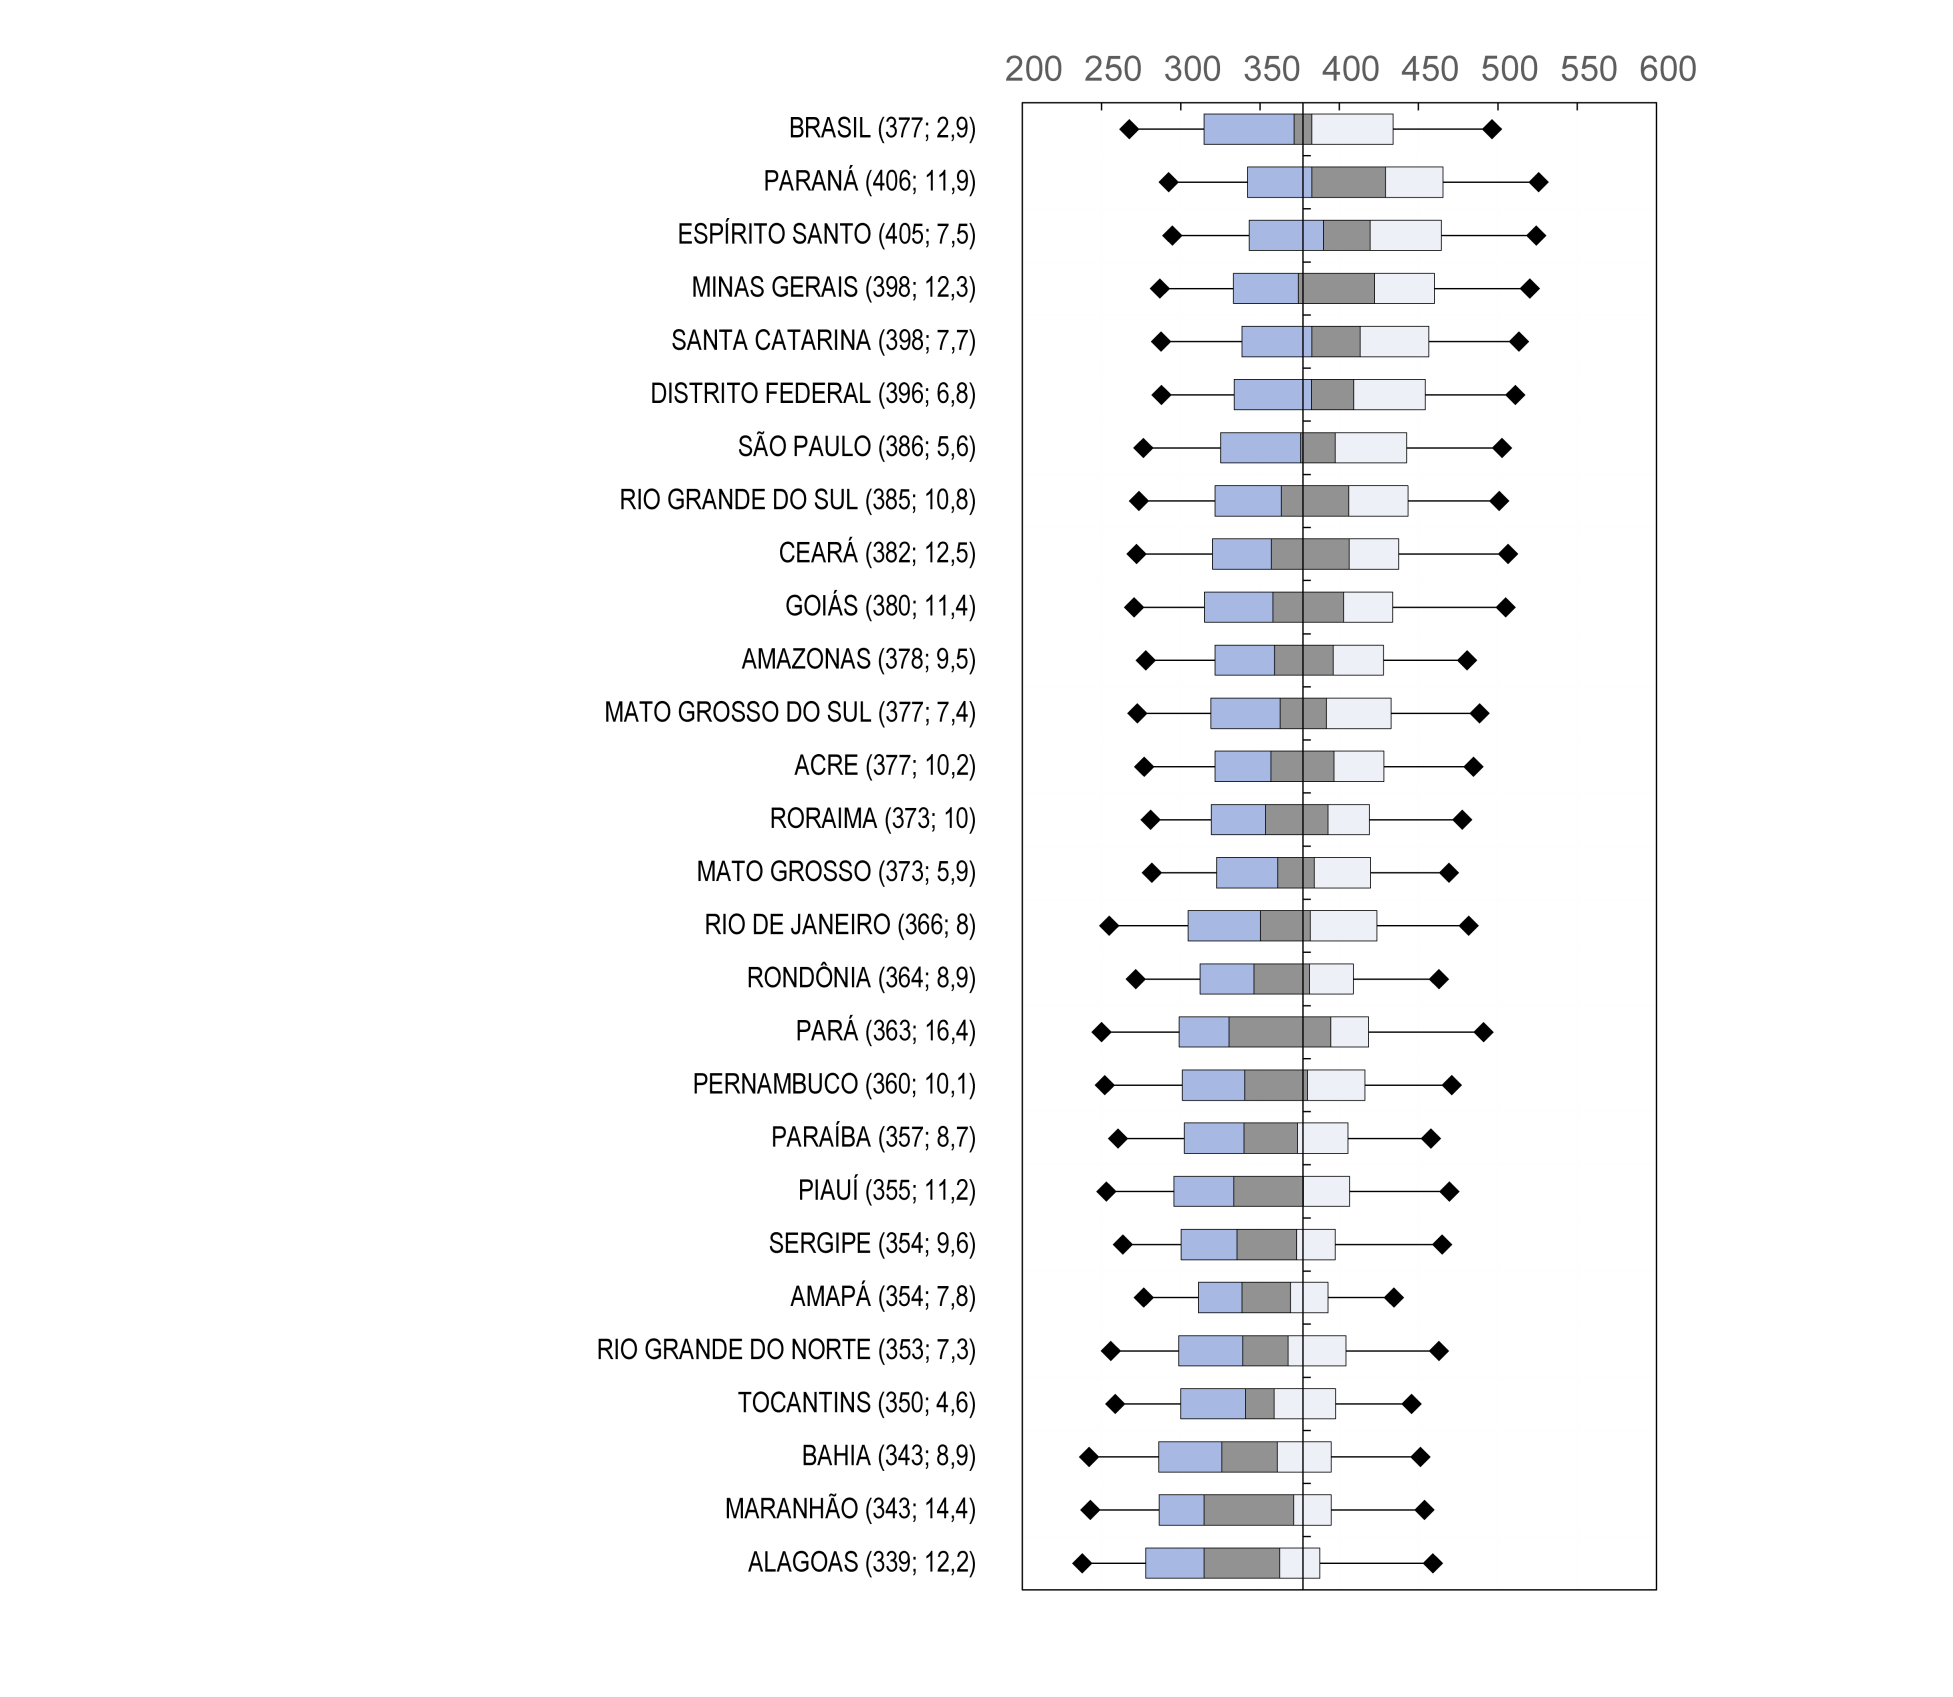 200 250 300 350 400 450 500 550 600
BRASIL (377; 2,9)
PARANÁ (406; 11,9)
ESPÍRITO SANTO (405; 7,5)
MINAS GERAIS (398; 12,3)
SANTA CATARINA (398; 7,7)
DISTRITO FEDERAL (396; 6,8)
SÃO PAULO (386; 5,6)
RIO GRANDE DO SUL (385; 10,8)
CEARÁ (382; 12,5)
GOIÁS (380; 11,4)
AMAZONAS (378; 9,5)
MATO GROSSO DO SUL (377; 7,4)
ACRE (377; 10,2)
RORAIMA (373; 10)
MATO GROSSO (373; 5,9)
RIO DE JANEIRO (366; 8)
RONDÔNIA (364; 8,9)
PARÁ (363; 16,4)
PERNAMBUCO (360; 10,1)
PARAÍBA (357; 8,7)
PIAUÍ (355; 11,2)
SERGIPE (354; 9,6)
AMAPÁ (354; 7,8)
RIO GRANDE DO NORTE (353; 7,3)
TOCANTINS (350; 4,6)
BAHIA (343; 8,9)
MARANHÃO (343; 14,4)
ALAGOAS (339; 12,2)